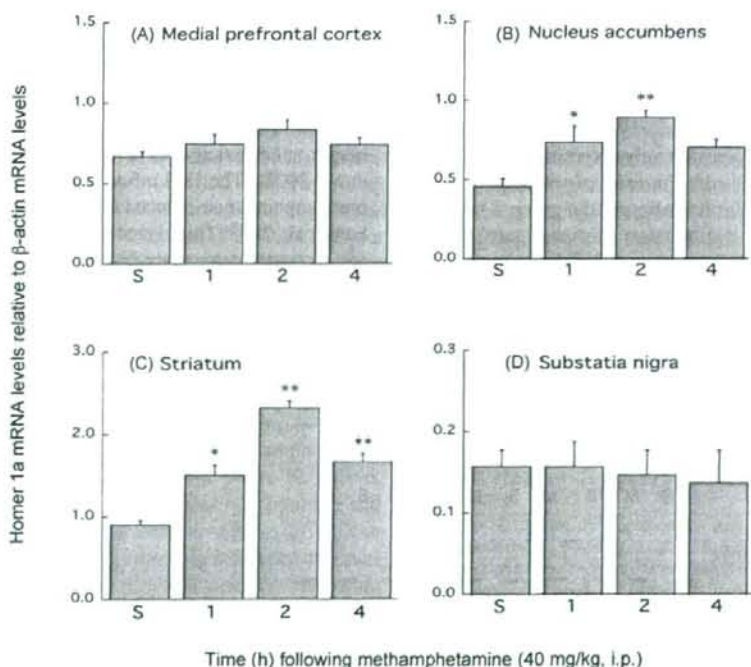 Homer 1a mRNA levels relative to β-actin mRNA levels
(A) Medial prefrontal cortex
1.5
1.0
0.5
0.0
S 1 2 4
(B) Nucleus accumbens
1.5
1.0
0.5
0.0
* **
S 1 2 4
(C) Striatum
3.0
2.0
1.0
0.0
* ** **
S 1 2 4
(D) Substatia nigra
0.3
0.2
0.1
0.0
S 1 2 4
Time (h) following methamphetamine (40 mg/kg, i.p.)